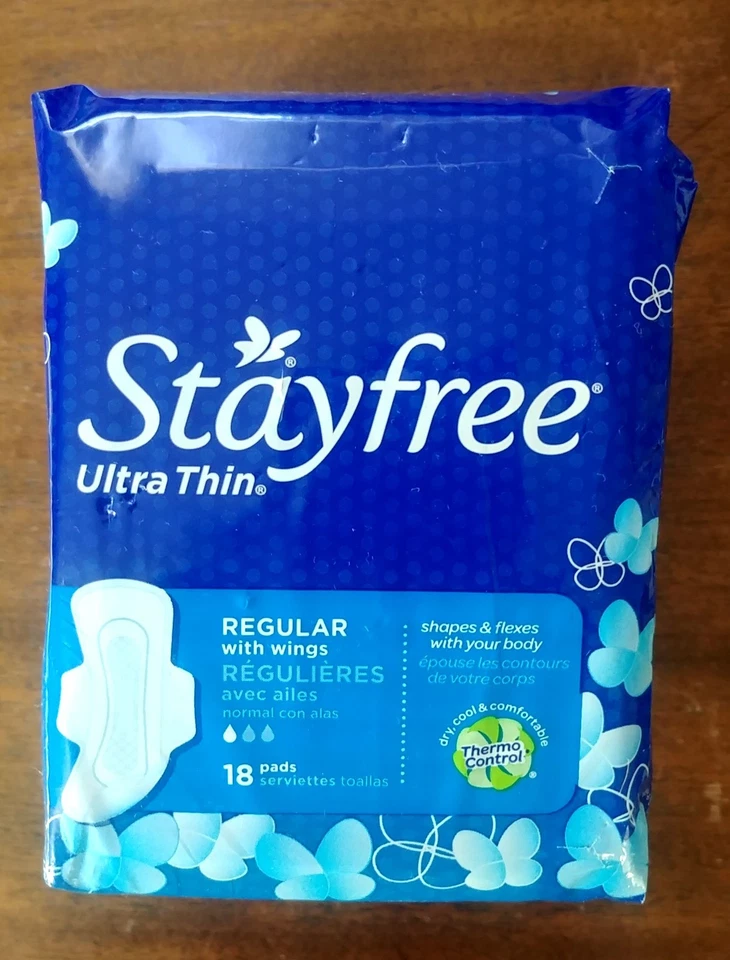 Stayfree®
Ultra Thin®
REGULAR
with wings
RÉGULIÈRES
avec ailes
normal con alas
18 pads
serviettes toallas
shapes & flexes
with your body
épouse les contours
de votre corps
dry, cool & comfortable
Thermo
Control®